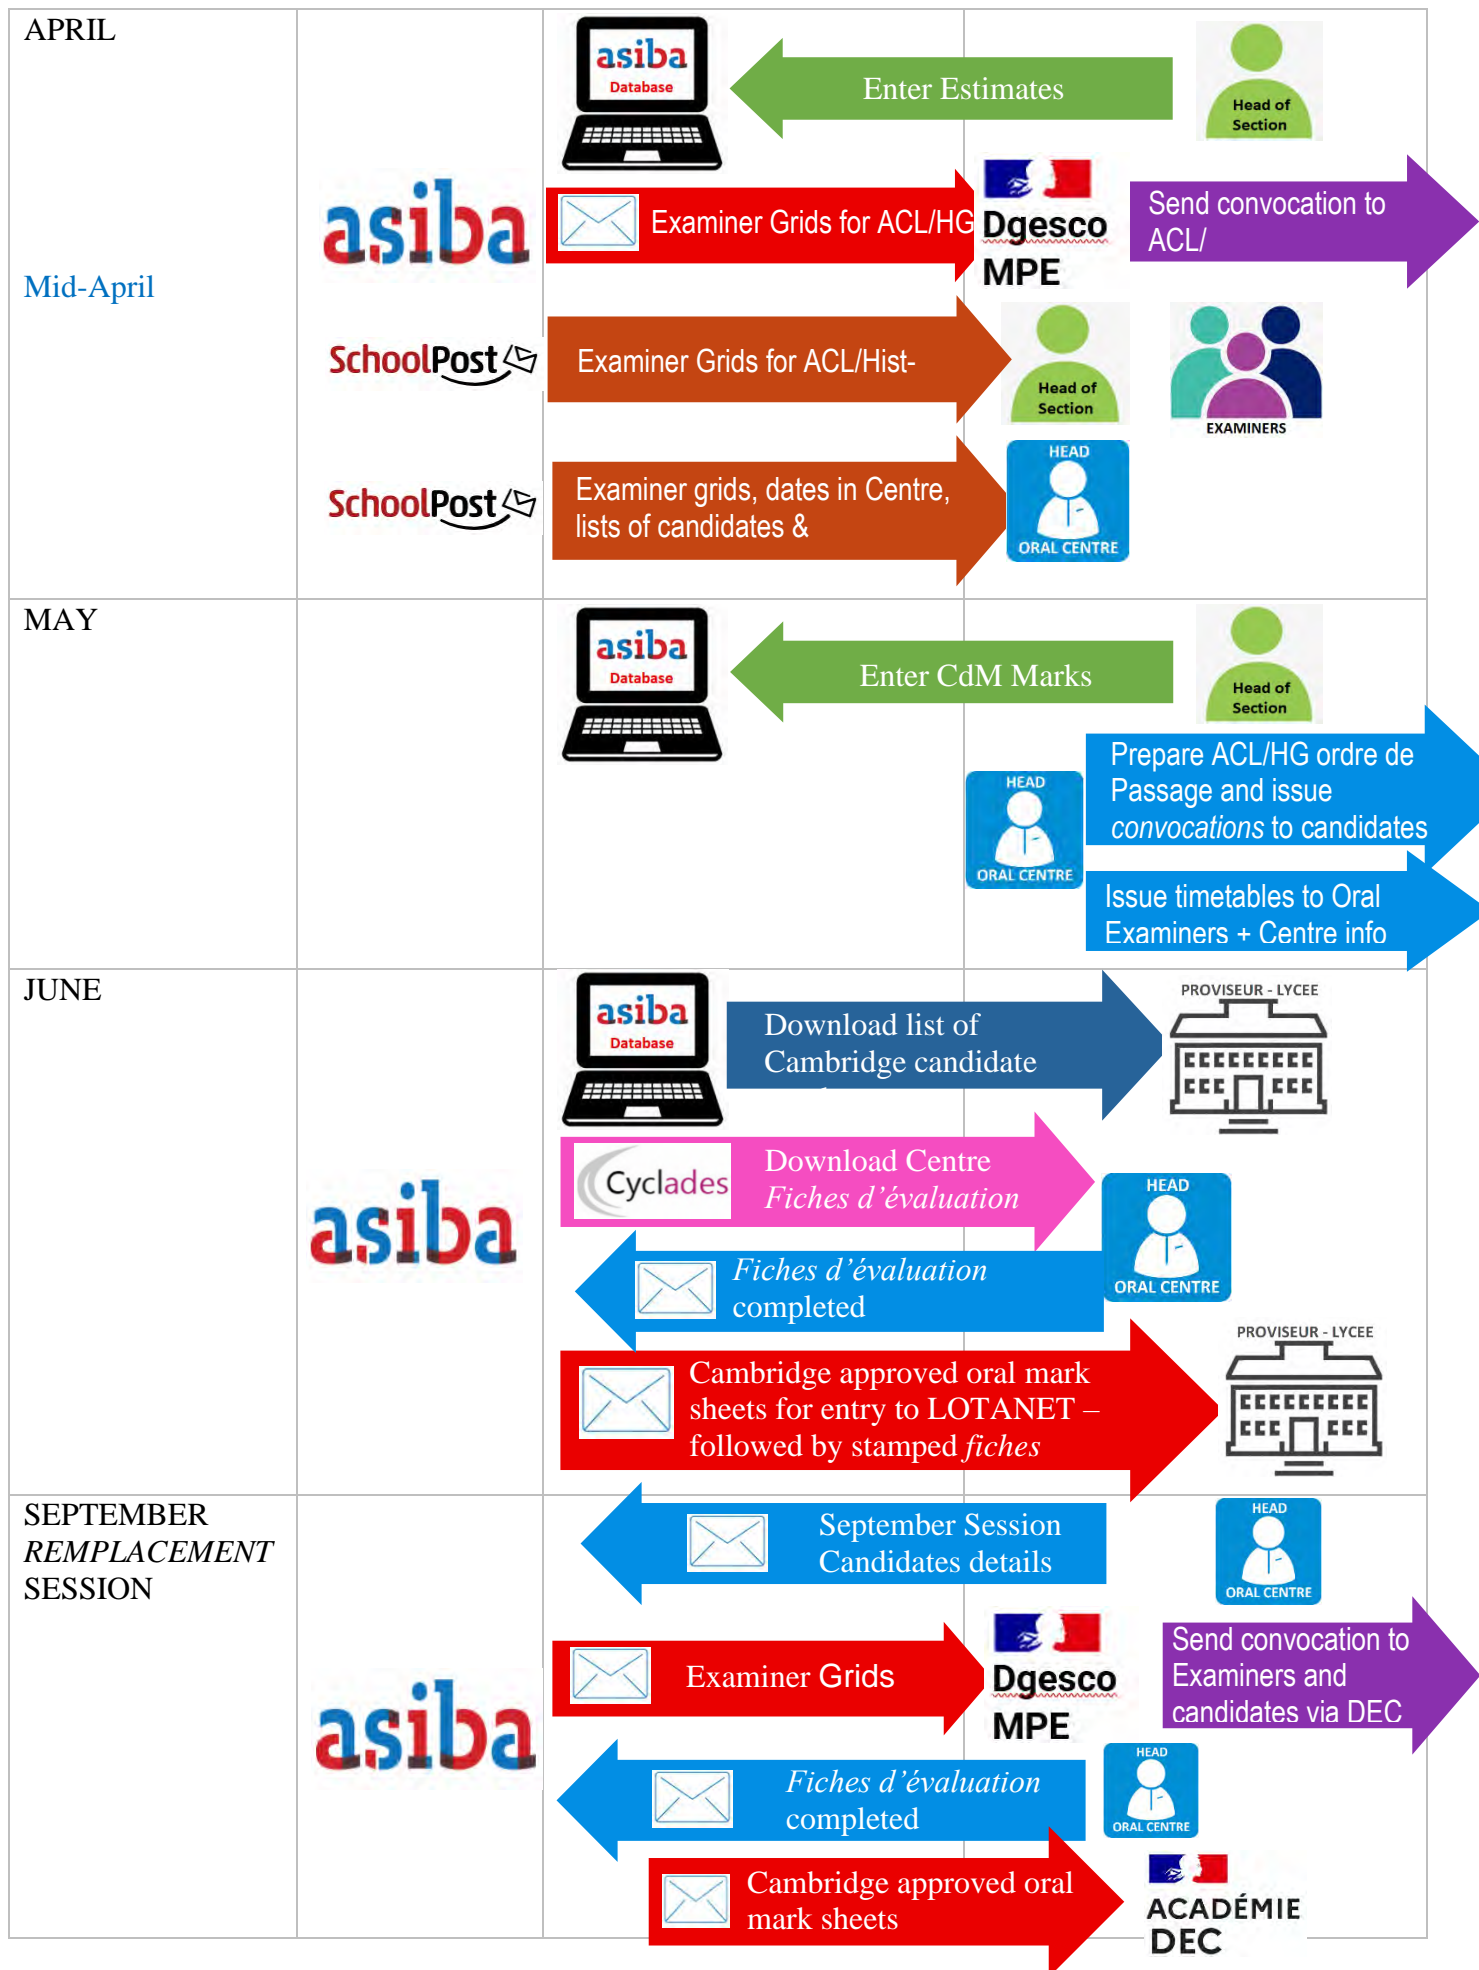 APRIL
asiba
Database
Enter Estimates
Head of
Section
asiba
Examiner Grids for ACL/HG
Dgesco
MPE
Send convocation to
ACL/
Mid-April
SchoolPost
Examiner Grids for ACL/Hist-
Head of
Section
EXAMINERS
SchoolPost
Examiner grids, dates in Centre,
lists of candidates &
HEAD
ORAL CENTRE
MAY
asiba
Database
Enter CdM Marks
Head of
Section
HEAD
ORAL CENTRE
Prepare ACL/HG ordre de
Passage and issue
convocations to candidates
Issue timetables to Oral
Examiners + Centre info
JUNE
asiba
Database
Download list of
Cambridge candidate
PROVISEUR - LYCEE
asiba
Cyclades
Download Centre
Fiches d’évaluation
HEAD
ORAL CENTRE
Fiches d’évaluation
completed
Cambridge approved oral mark
sheets for entry to LOTANET –
followed by stamped fiches
PROVISEUR - LYCEE
SEPTEMBER
REMPLACEMENT
SESSION
September Session
Candidates details
HEAD
ORAL CENTRE
asiba
Examiner Grids
Dgesco
MPE
Send convocation to
Examiners and
candidates via DEC
Fiches d’évaluation
completed
HEAD
ORAL CENTRE
Cambridge approved oral
mark sheets
ACADÉMIE
DEC